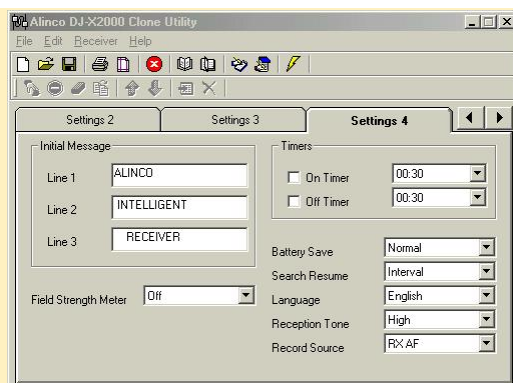 Alinco DJ-X2000 Clone Utility
File Edit Receiver Help
Settings 2 Settings 3 Settings 4
Initial Message
Line 1 ALINCO
Line 2 INTELLIGENT
Line 3 RECEIVER
Field Strength Meter Off
Timers
On Timer 00:30
Off Timer 00:30
Battery Save Normal
Search Resume Interval
Language English
Reception Tone High
Record Source RX AF